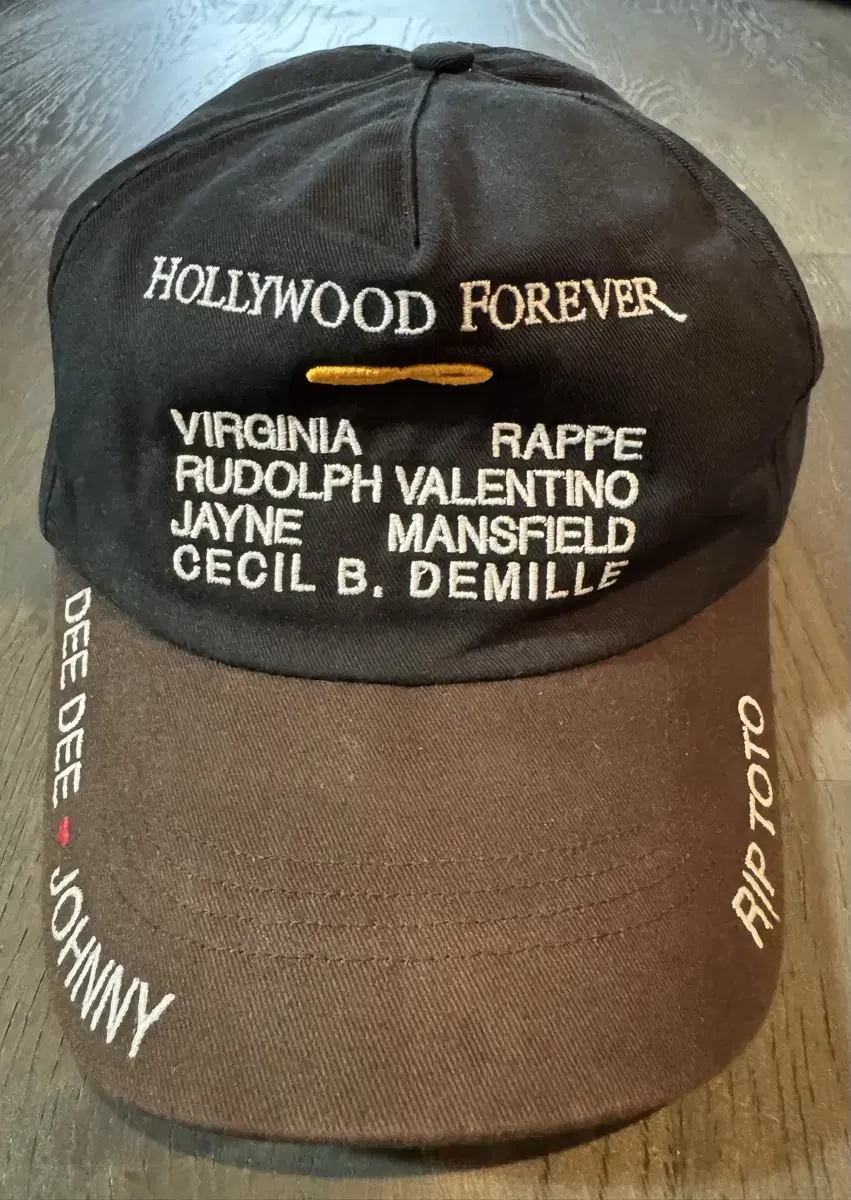 HOLLYWOOD FOREVER
VIRGINIA RAPPE
RUDOLPH VALENTINO
JAYNE MANSFIELD
CECIL B. DEMILLE
DEE DEE ♥ JOHNNY
RIP TOTO